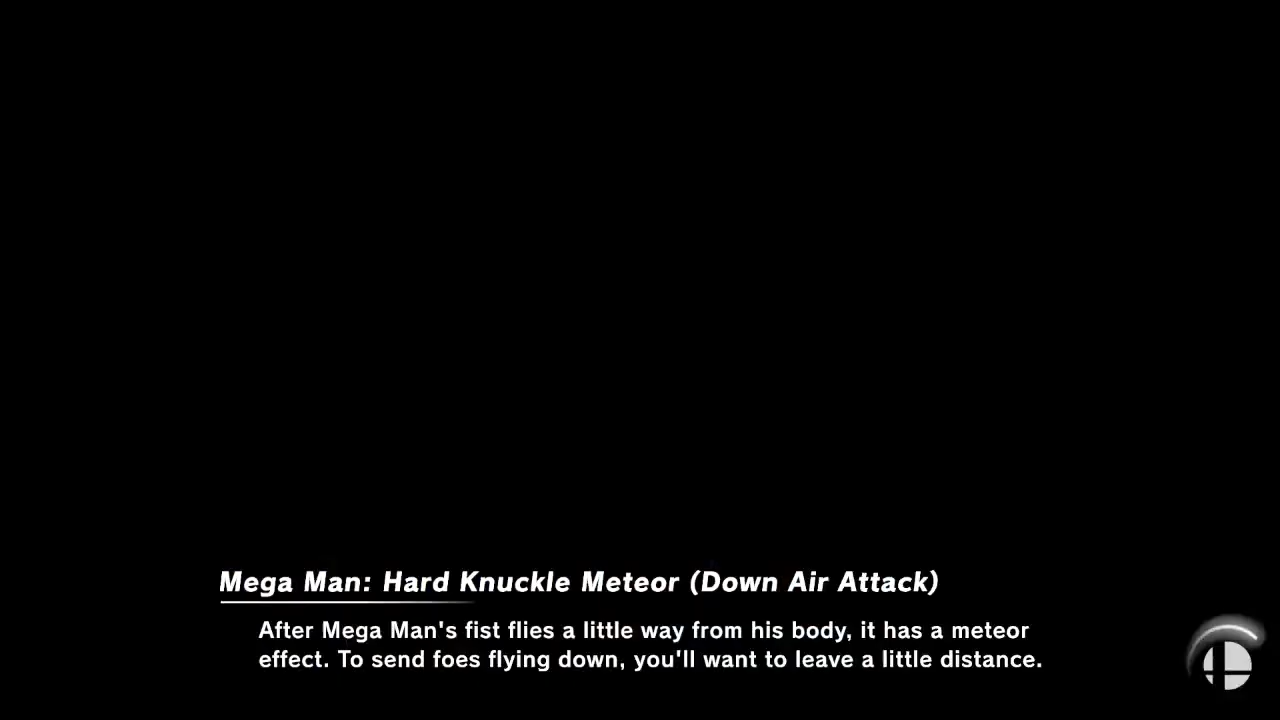 Mega Man: Hard Knuckle Meteor (Down Air Attack)
After Mega Man's fist flies a little way from his body, it has a meteor
effect. To send foes flying down, you'll want to leave a little distance.